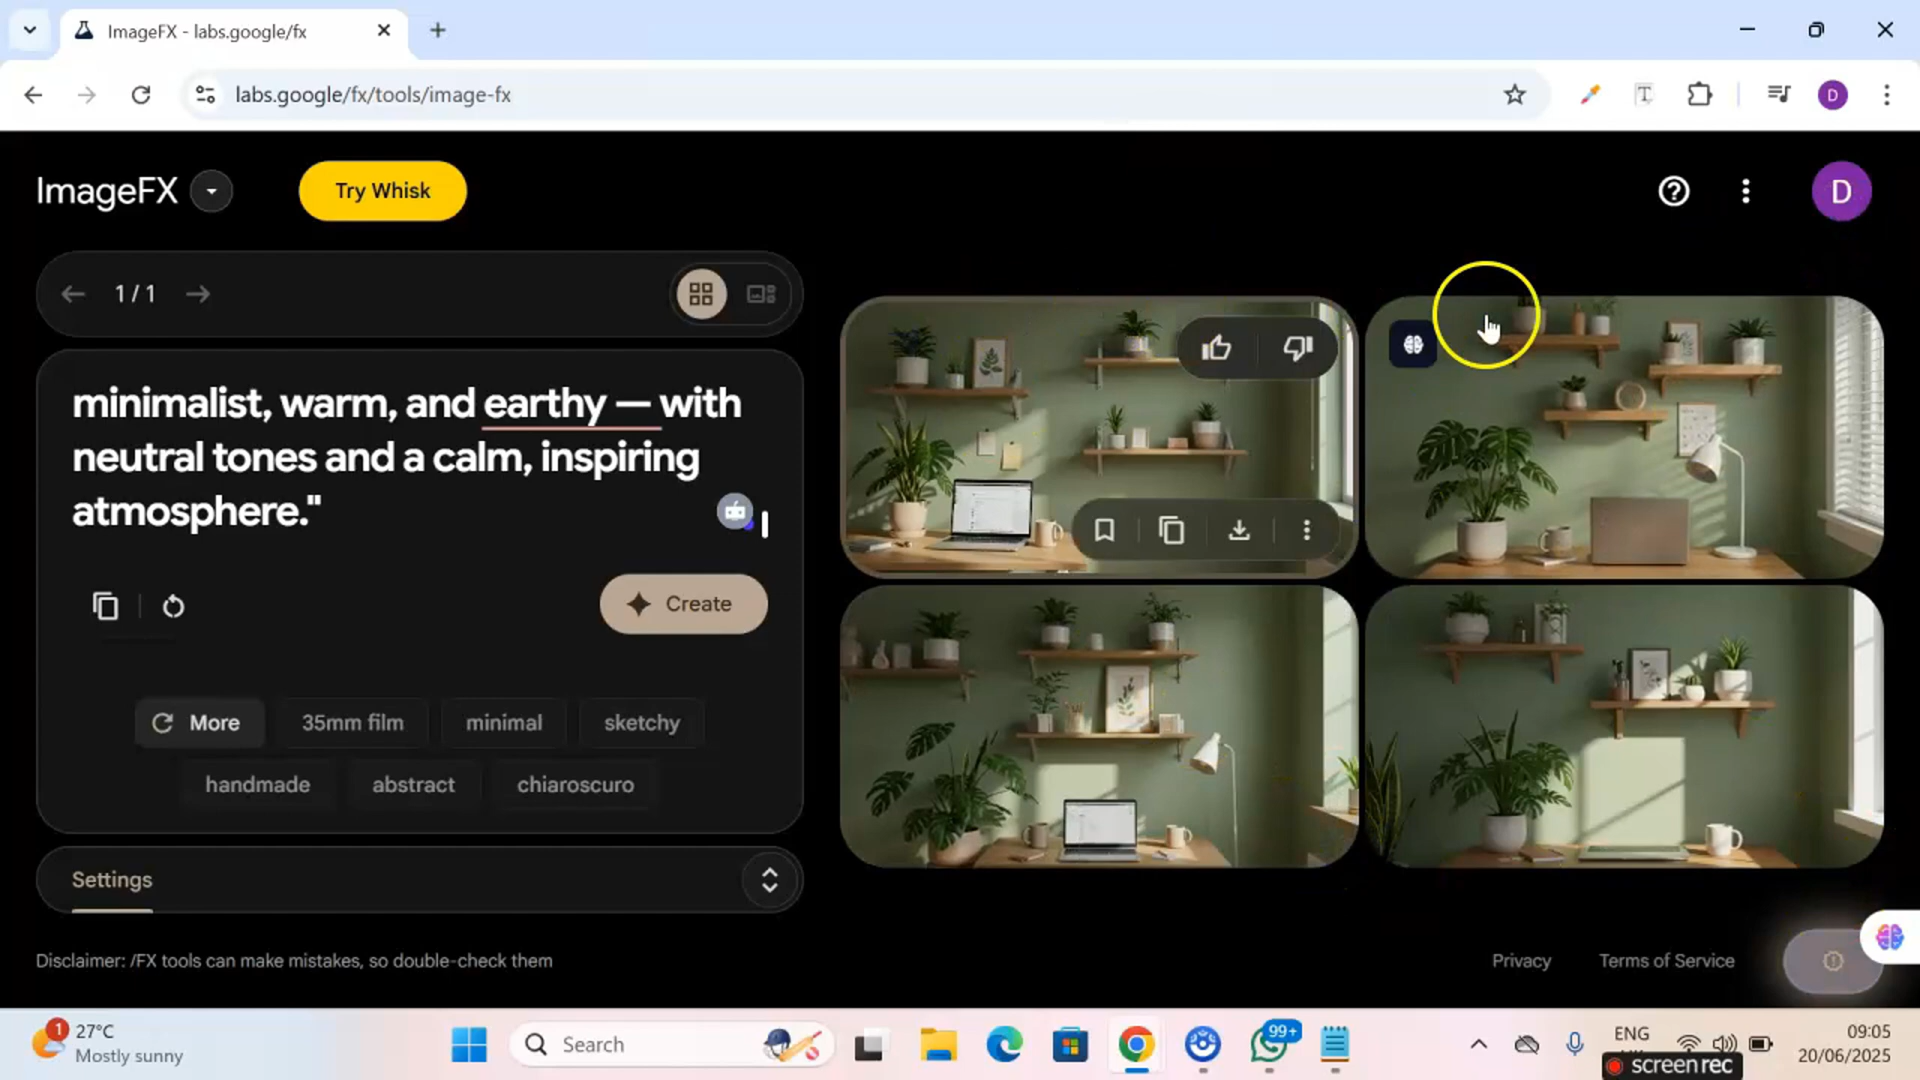 ImageFX - labs.google/fx
labs.google/fx/tools/image-fx
D
ImageFX
Try Whisk
D
1 / 1
minimalist, warm, and earthy — with
neutral tones and a calm, inspiring
atmosphere."
Create
More
35mm film
minimal
sketchy
handmade
abstract
chiaroscuro
Settings
Disclaimer: /FX tools can make mistakes, so double-check them
Privacy
Terms of Service
1
27°C
Mostly sunny
Search
99+
ENG
09:05
20/06/2025
screen rec